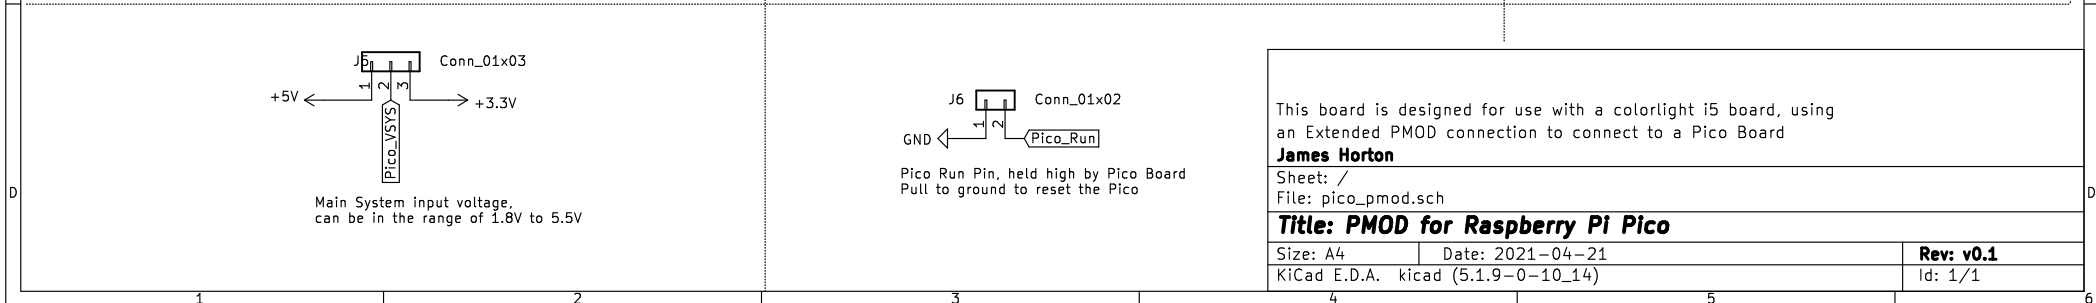 J5
Conn_01x03
1
2
3
+5V
+3.3V
Pico_VSYS
Main System input voltage,
can be in the range of 1.8V to 5.5V
J6
Conn_01x02
1
2
GND
Pico_Run
Pico Run Pin, held high by Pico Board
Pull to ground to reset the Pico
This board is designed for use with a colorlight i5 board, using
an Extended PMOD connection to connect to a Pico Board
James Horton
Sheet: /
File: pico_pmod.sch
Title: PMOD for Raspberry Pi Pico
Size: A4
Date: 2021-04-21
Rev: v0.1
KiCad E.D.A. kicad (5.1.9-0-10_14)
Id: 1/1
D
D
1
2
3
4
5
6